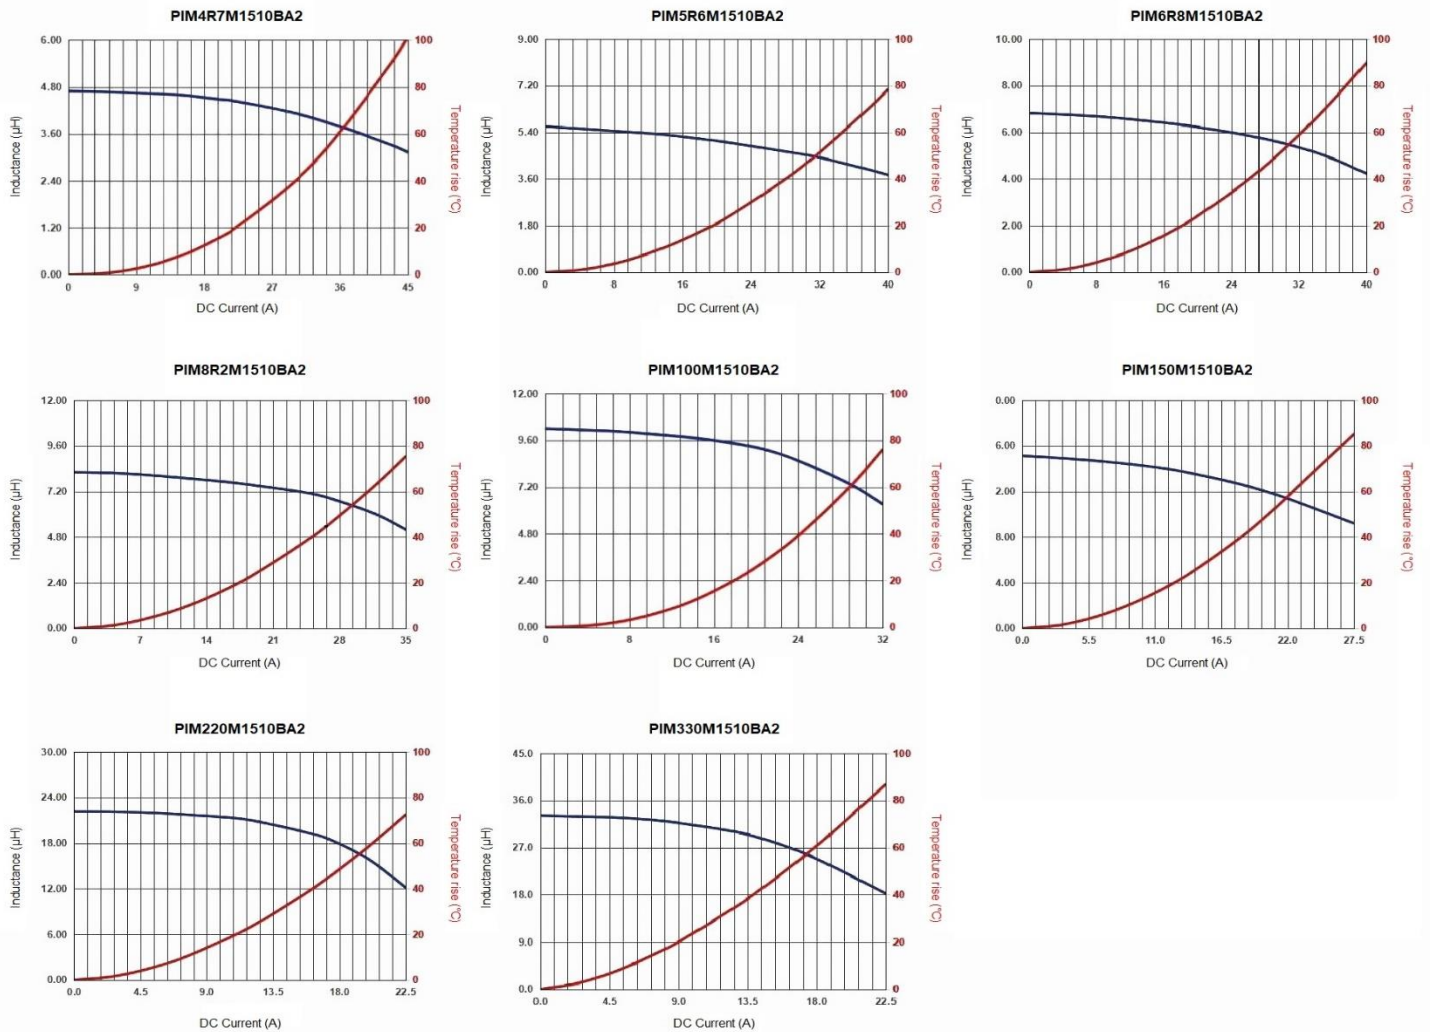 PIM4R7M1510BA2
6.00
4.80
3.60
2.40
1.20
0.00
Inductance (µH)
100
80
60
40
20
0
Temperature rise (°C)
0 9 18 27 36 45
DC Current (A)
PIM5R6M1510BA2
9.00
7.20
5.40
3.60
1.80
0.00
Inductance (µH)
100
80
60
40
20
0
Temperature rise (°C)
0 8 16 24 32 40
DC Current (A)
PIM6R8M1510BA2
10.00
8.00
6.00
4.00
2.00
0.00
Inductance (µH)
100
80
60
40
20
0
Temperature rise (°C)
0 8 16 24 32 40
DC Current (A)
PIM8R2M1510BA2
12.00
9.60
7.20
4.80
2.40
0.00
Inductance (µH)
100
80
60
40
20
0
Temperature rise (°C)
0 7 14 21 28 35
DC Current (A)
PIM100M1510BA2
12.00
9.60
7.20
4.80
2.40
0.00
Inductance (µH)
100
80
60
40
20
0
Temperature rise (°C)
0 8 16 24 32
DC Current (A)
PIM150M1510BA2
0.00
6.00
2.00
8.00
4.00
0.00
Inductance (µH)
100
80
60
40
20
0
Temperature rise (°C)
0.0 5.5 11.0 16.5 22.0 27.5
DC Current (A)
PIM220M1510BA2
30.00
24.00
18.00
12.00
6.00
0.00
Inductance (µH)
100
80
60
40
20
0
Temperature rise (°C)
0.0 4.5 9.0 13.5 18.0 22.5
DC Current (A)
PIM330M1510BA2
45.0
36.0
27.0
18.0
9.0
0.0
Inductance (µH)
100
80
60
40
20
0
Temperature rise (°C)
0.0 4.5 9.0 13.5 18.0 22.5
DC Current (A)